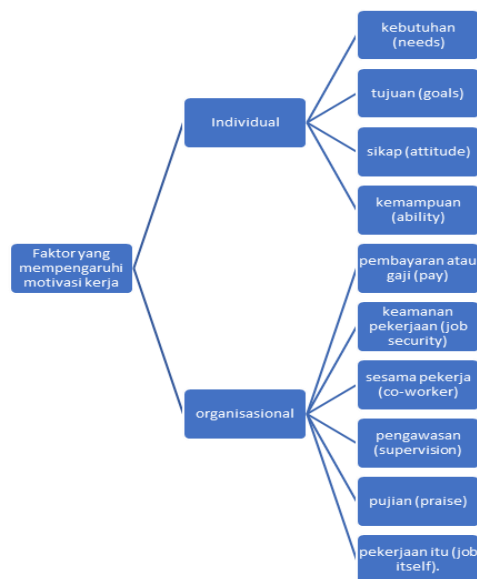 Faktor yang
mempengaruhi
motivasi kerja
Individual
kebutuhan
(needs)
tujuan (goals)
sikap (attitude)
kemampuan
(ability)
organisasional
pembayaran atau
gaji (pay)
keamanan
pekerjaan (job
security)
sesama pekerja
(co-worker)
pengawasan
(supervision)
pujian (praise)
pekerjaan itu (job
itself).